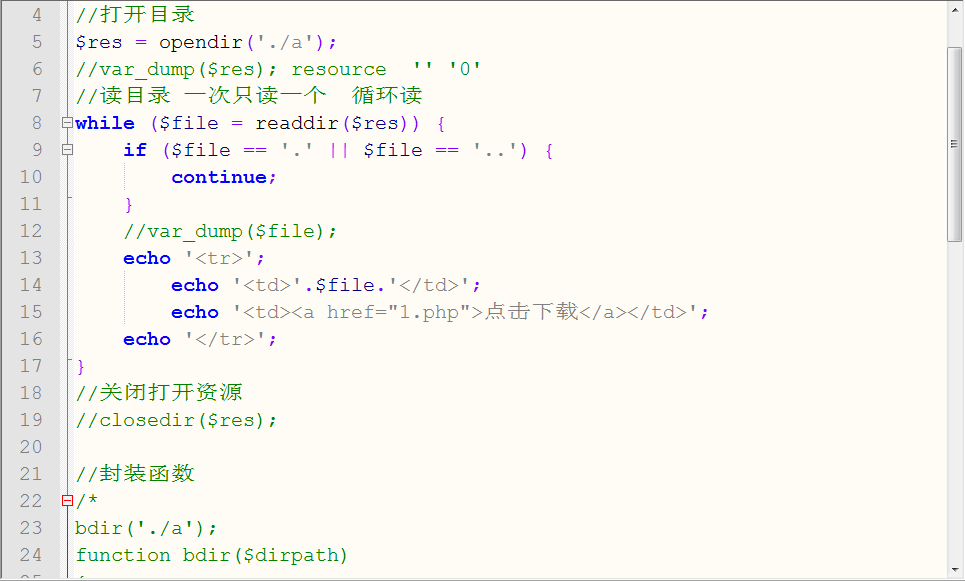 4 //打开目录
5 $res = opendir('./a');
6 //var_dump($res); resource  '' '0'
7 //读目录 一次只读一个  循环读
8 while ($file = readdir($res)) {
9     if ($file == '.' || $file == '..') {
10         continue;
11     }
12     //var_dump($file);
13     echo '<tr>';
14         echo '<td>'.$file.'</td>';
15         echo '<td><a href="1.php">点击下载</a></td>';
16     echo '</tr>';
17 }
18 //关闭打开资源
19 //closedir($res);
20
21 //封装函数
22 /*
23 bdir('./a');
24 function bdir($dirpath)